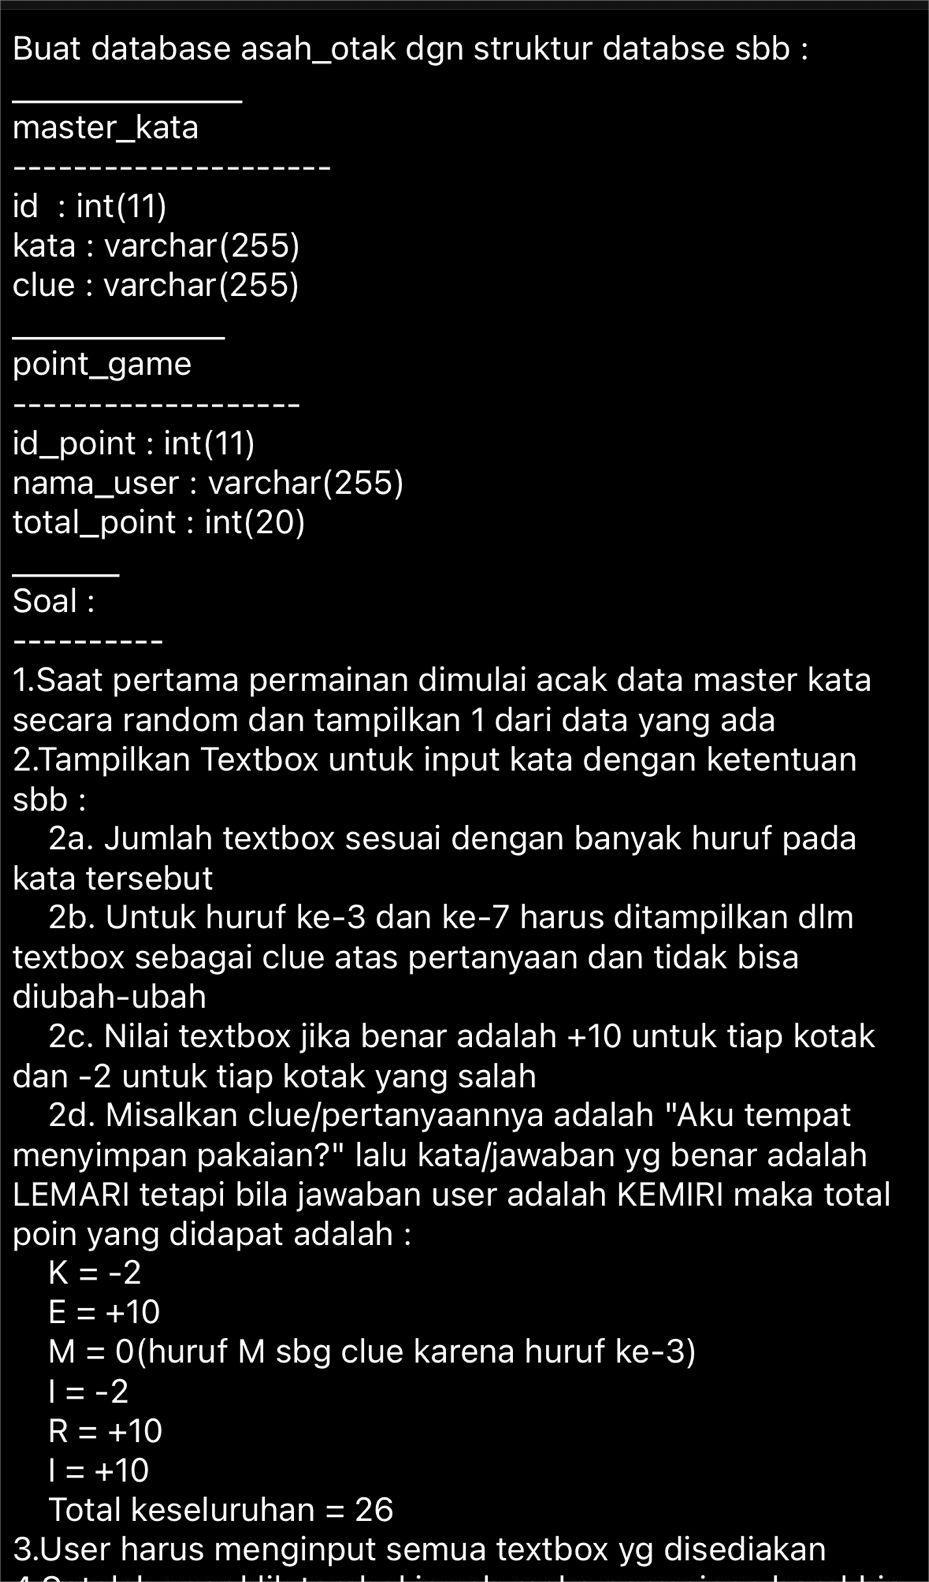 Buat database asah_otak dgn struktur databse sbb :
______________
master_kata
---------------------
id  : int(11)
kata : varchar(255)
clue : varchar(255)
_____________
point_game
-------------------
id_point : int(11)
nama_user : varchar(255)
total_point : int(20)
______
Soal :
----------
1.Saat pertama permainan dimulai acak data master kata
secara random dan tampilkan 1 dari data yang ada
2.Tampilkan Textbox untuk input kata dengan ketentuan
sbb :
2a. Jumlah textbox sesuai dengan banyak huruf pada
kata tersebut
2b. Untuk huruf ke-3 dan ke-7 harus ditampilkan dlm
textbox sebagai clue atas pertanyaan dan tidak bisa
diubah-ubah
2c. Nilai textbox jika benar adalah +10 untuk tiap kotak
dan -2 untuk tiap kotak yang salah
2d. Misalkan clue/pertanyaannya adalah "Aku tempat
menyimpan pakaian?" lalu kata/jawaban yg benar adalah
LEMARI tetapi bila jawaban user adalah KEMIRI maka total
poin yang didapat adalah :
K = -2
E = +10
M = 0(huruf M sbg clue karena huruf ke-3)
I = -2
R = +10
I = +10
Total keseluruhan = 26
3.User harus menginput semua textbox yg disediakan